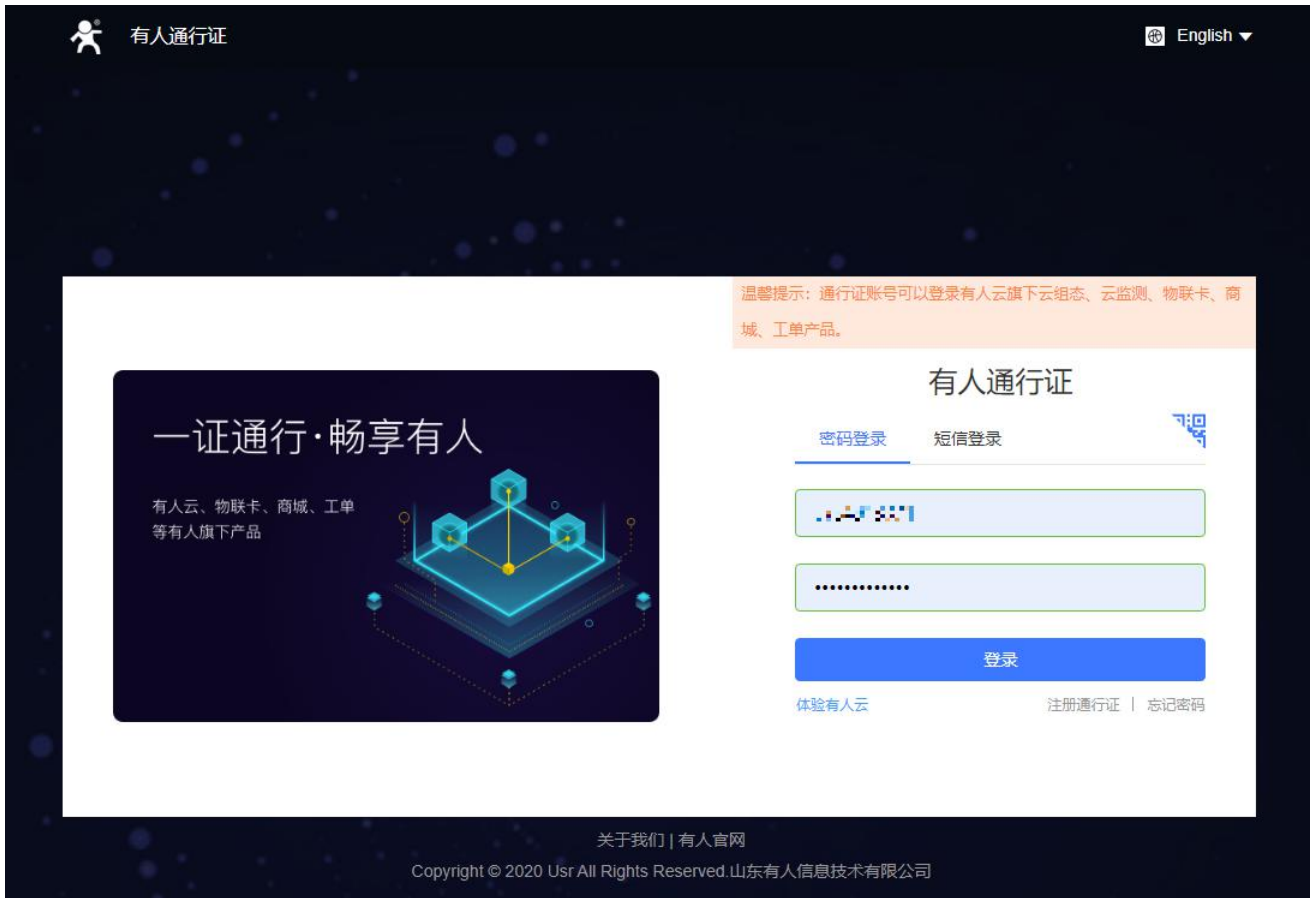 有人通行证
English
温馨提示：通行证账号可以登录有人云旗下云组态、云监测、物联卡、商
城、工单产品。
一证通行·畅享有人
有人云、物联卡、商城、工单
等有人旗下产品
有人通行证
密码登录 短信登录
•••••••••••••
登录
体验有人云 注册通行证 | 忘记密码
关于我们 | 有人官网
Copyright © 2020 Usr All Rights Reserved.山东有人信息技术有限公司